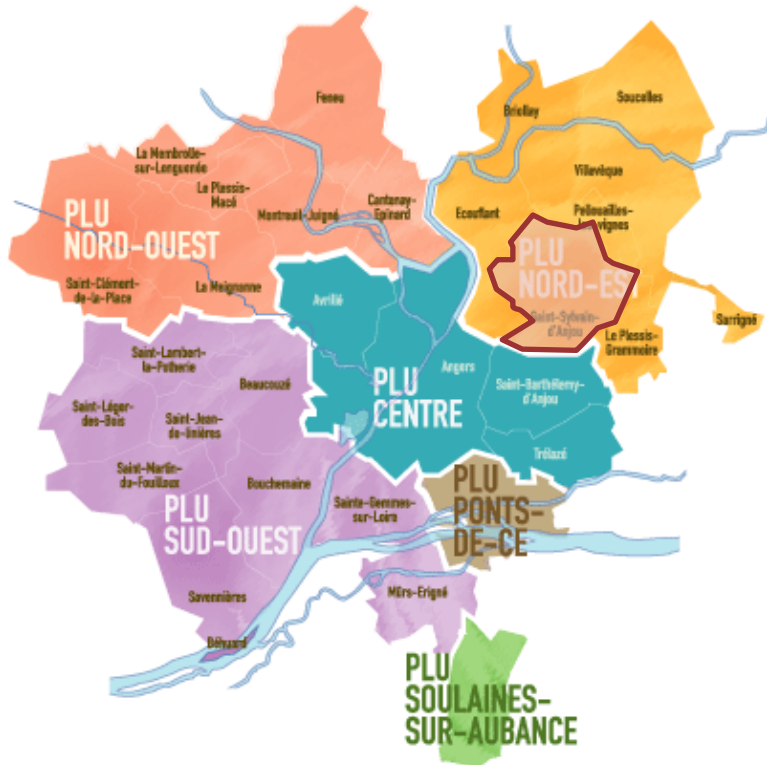 Feneu
Soucelles
Briollay
La Membrolle-
sur-Longuenée
Villevêque
Le Plessis-
Macé
Cantenay-
Epinard
Montreuil-Juigné
Ecouflant
Pellouailles-
les-Vignes
PLU
NORD-OUEST
PLU
NORD-EST
Saint-Clément-
de-la-Place
La Meignanne
Avrillé
Saint-Sylvain-
d'Anjou
Sarrigné
Le Plessis-
Grammoire
Saint-Lambert-
la-Potherie
Beaucouzé
Angers
Saint-Barthélemy-
d'Anjou
PLU
CENTRE
Saint-Léger-
des-Bois
Saint-Jean-
de-linières
Trélazé
Saint-Martin-
du-Fouilloux
Bouchemaine
PLU
PONTS-
DE-CE
Sainte-Gemmes-
sur-Loire
PLU
SUD-OUEST
Savennières
Mûrs-Erigné
Béhuard
PLU
SOULAINES-
SUR-AUBANCE